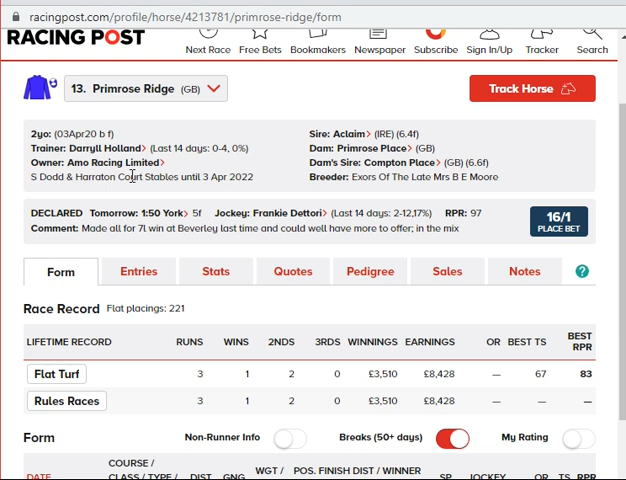 racingpost.com/profile/horse/4213781/primrose-ridge/form
RACING POST
Next Race Free Bets Bookmakers Newspaper Subscribe Sign In/Up Tracker Search
13. Primrose Ridge (GB)
Track Horse
2yo: (03Apr20 b f)
Trainer: Darryll Holland> (Last 14 days: 0-4, 0%)
Owner: Amo Racing Limited>
S Dodd & Harraton Court Stables until 3 Apr 2022
Sire: Acclaim> (IRE) (6.4f)
Dam: Primrose Place> (GB)
Dam's Sire: Compton Place> (GB) (6.6f)
Breeder: Exors Of The Late Mrs B E Moore
DECLARED Tomorrow: 1:50 York> 5f Jockey: Frankie Dettori> (Last 14 days: 2-12,17%) RPR: 97
Comment: Made all for 7l win at Beverley last time and could well have more to offer; in the mix
16/1
PLACE BET
Form Entries Stats Quotes Pedigree Sales Notes ?
Race Record Flat placings: 221
LIFETIME RECORD RUNS WINS 2NDS 3RDS WINNINGS EARNINGS OR BEST TS BEST RPR
Flat Turf 3 1 2 0 £3,510 £8,428 — 67 83
Rules Races 3 1 2 0 £3,510 £8,428 — — —
Form Non-Runner Info Breaks (50+ days) My Rating
DATE COURSE / CLASS / TYPE / DIST GNG WGT / POS. FINISH DIST / WINNER SP JOCKEY OR TS RPR